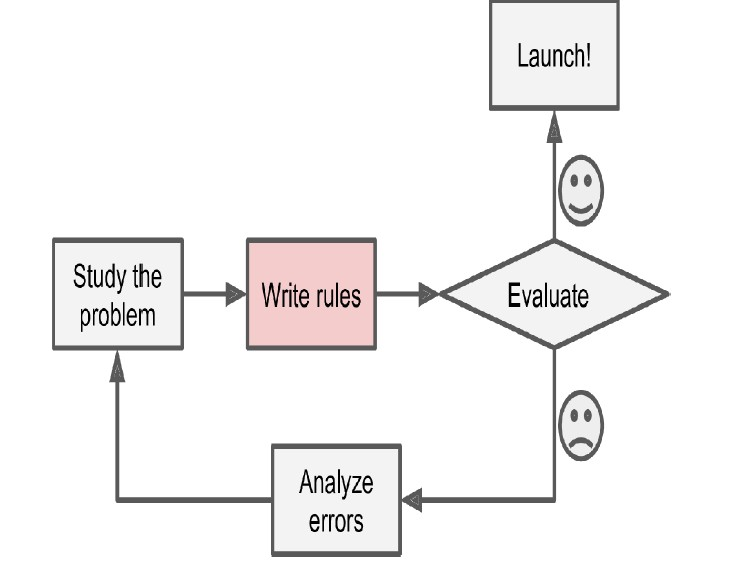 Launch!
Study the
problem
Write rules
Evaluate
Analyze
errors